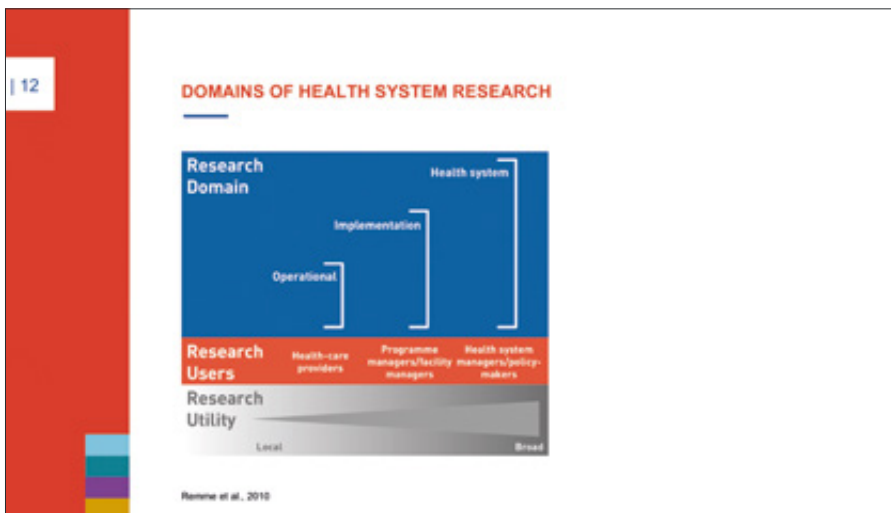 | 12
DOMAINS OF HEALTH SYSTEM RESEARCH
Research
Domain
Health system
Implementation
Operational
Research
Users
Health-care
providers
Programme
managers/facility
managers
Health system
managers/policy-
makers
Research
Utility
Local
Broad
Remme et al., 2010